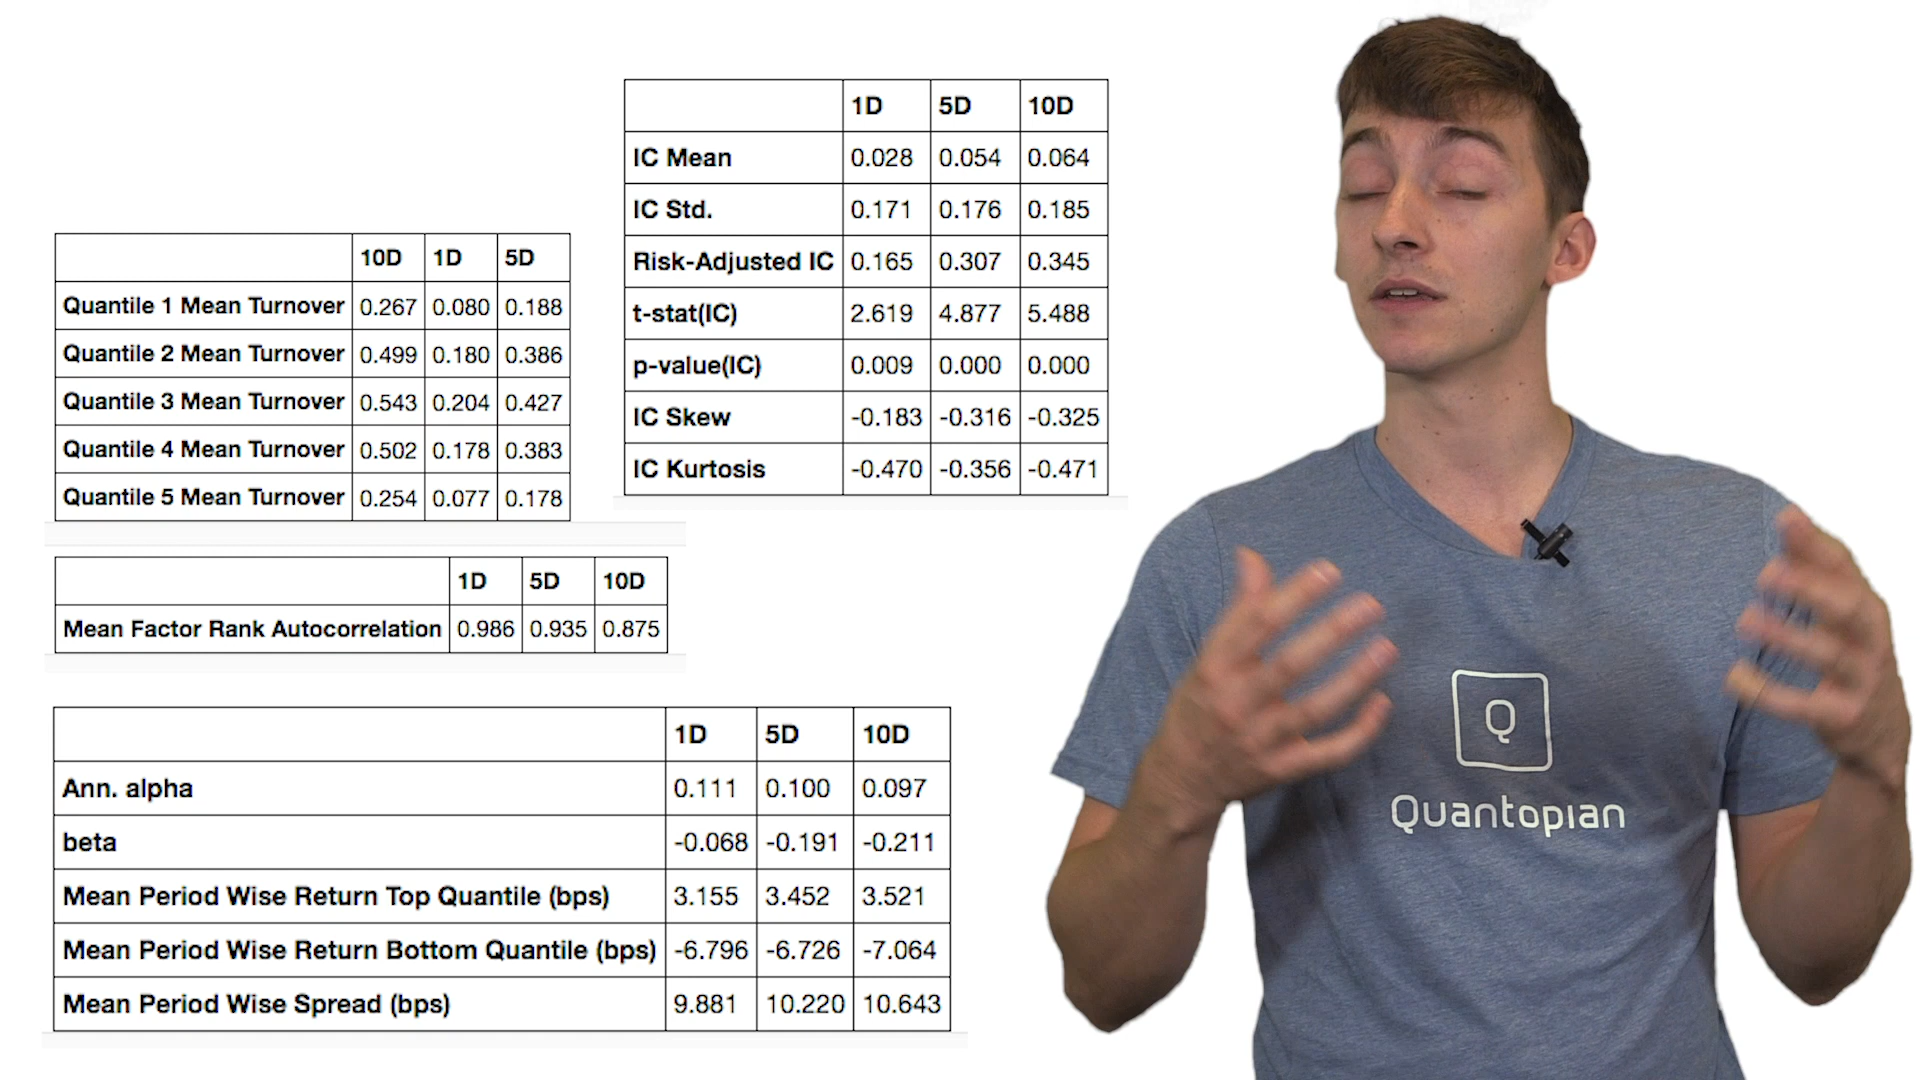 10D 1D 5D
Quantile 1 Mean Turnover 0.267 0.080 0.188
Quantile 2 Mean Turnover 0.499 0.180 0.386
Quantile 3 Mean Turnover 0.543 0.204 0.427
Quantile 4 Mean Turnover 0.502 0.178 0.383
Quantile 5 Mean Turnover 0.254 0.077 0.178
1D 5D 10D
Mean Factor Rank Autocorrelation 0.986 0.935 0.875
1D 5D 10D
IC Mean 0.028 0.054 0.064
IC Std. 0.171 0.176 0.185
Risk-Adjusted IC 0.165 0.307 0.345
t-stat(IC) 2.619 4.877 5.488
p-value(IC) 0.009 0.000 0.000
IC Skew -0.183 -0.316 -0.325
IC Kurtosis -0.470 -0.356 -0.471
1D 5D 10D
Ann. alpha 0.111 0.100 0.097
beta -0.068 -0.191 -0.211
Mean Period Wise Return Top Quantile (bps) 3.155 3.452 3.521
Mean Period Wise Return Bottom Quantile (bps) -6.796 -6.726 -7.064
Mean Period Wise Spread (bps) 9.881 10.220 10.643
Q
Quantopian